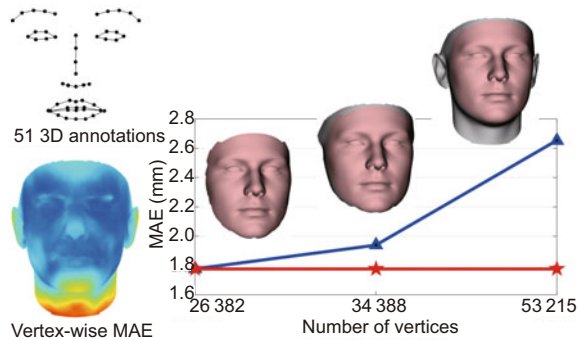 51 3D annotations
Vertex-wise MAE
MAE (mm)
2.8
2.6
2.4
2.2
2.0
1.8
1.6
26 382
34 388
53 215
Number of vertices